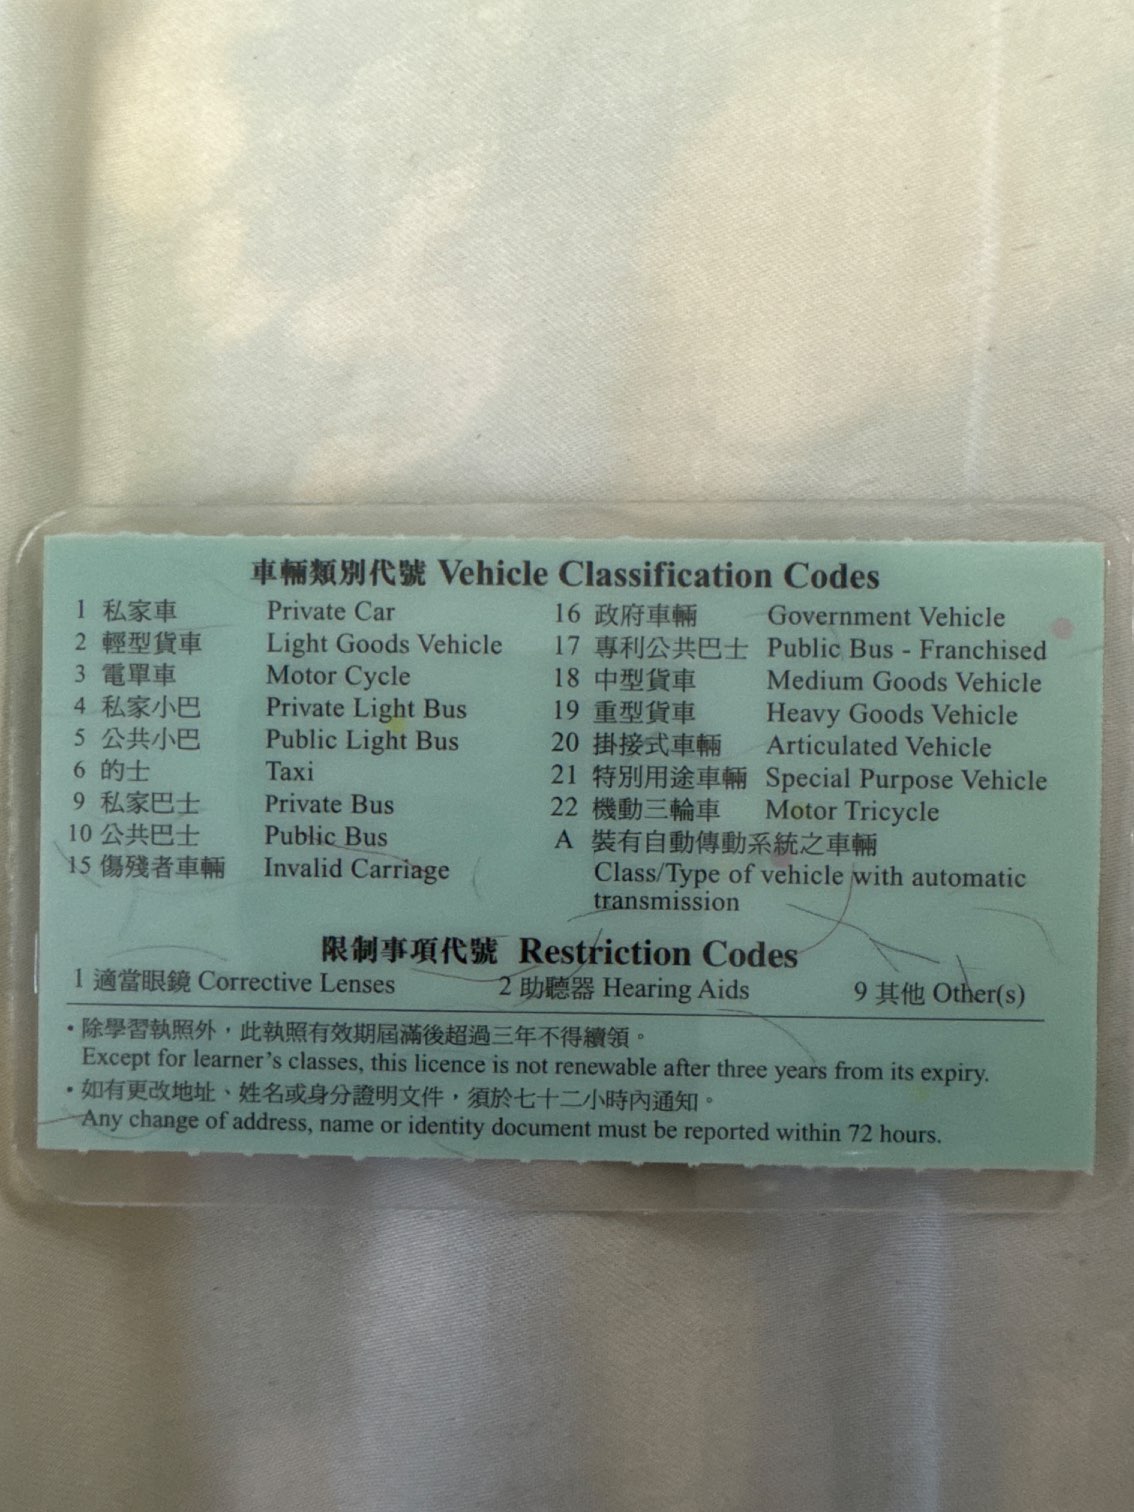 車輛類別代號 Vehicle Classification Codes
1 私家車 Private Car
2 輕型貨車 Light Goods Vehicle
3 電單車 Motor Cycle
4 私家小巴 Private Light Bus
5 公共小巴 Public Light Bus
6 的士 Taxi
9 私家巴士 Private Bus
10 公共巴士 Public Bus
15 傷殘者車輛 Invalid Carriage
16 政府車輛 Government Vehicle
17 專利公共巴士 Public Bus - Franchised
18 中型貨車 Medium Goods Vehicle
19 重型貨車 Heavy Goods Vehicle
20 掛接式車輛 Articulated Vehicle
21 特別用途車輛 Special Purpose Vehicle
22 機動三輪車 Motor Tricycle
A 裝有自動傳動系統之車輛
Class/Type of vehicle with automatic
transmission
限制事項代號 Restriction Codes
1 適當眼鏡 Corrective Lenses 2 助聽器 Hearing Aids 9 其他 Other(s)
• 除學習執照外，此執照有效期屆滿後超過三年不得續領。
Except for learner's classes, this licence is not renewable after three years from its expiry.
• 如有更改地址、姓名或身分證明文件，須於七十二小時內通知。
Any change of address, name or identity document must be reported within 72 hours.